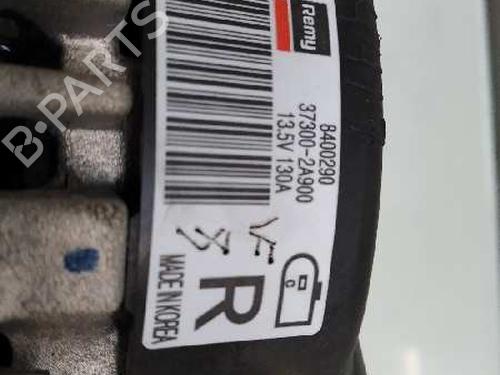 Remy
8400290
37300-2A900
13.5V 130A
R
C
MADE IN KOREA
B-PARTS